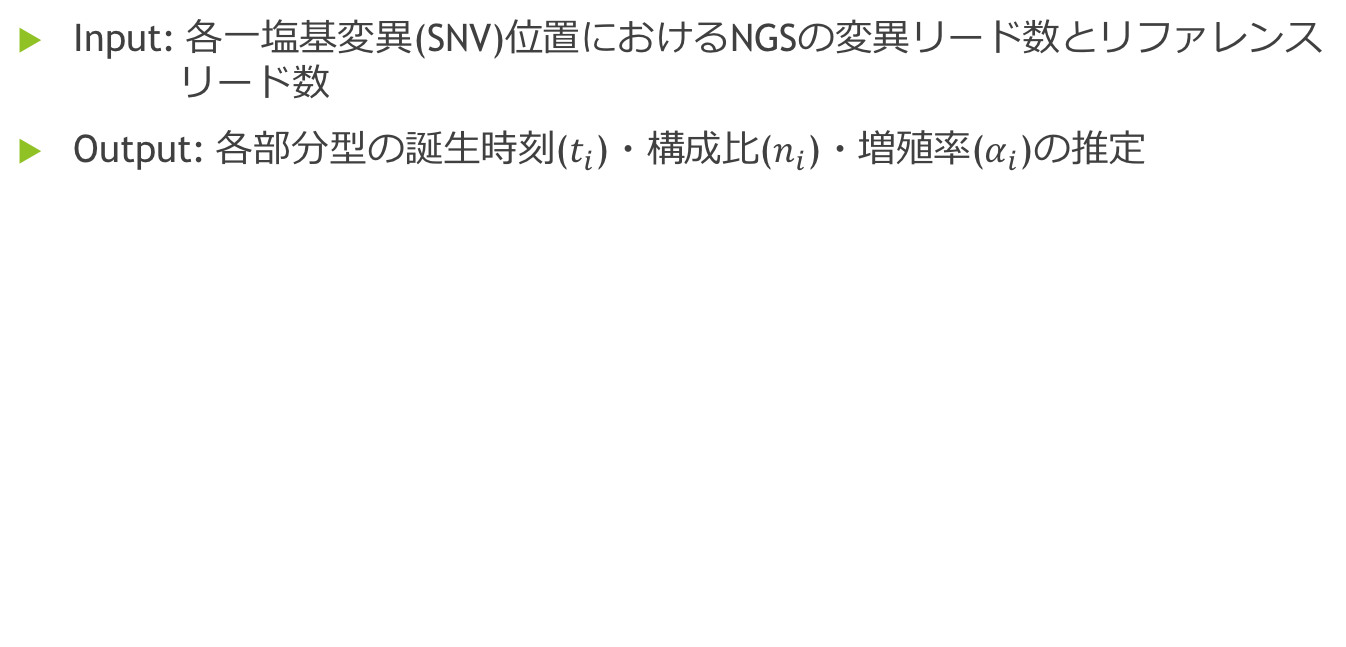 ▶ Input: 各一塩基変異(SNV)位置におけるNGSの変異リード数とリファレンス
リード数
▶ Output: 各部分型の誕生時刻(tᵢ)・構成比(nᵢ)・増殖率(αᵢ)の推定